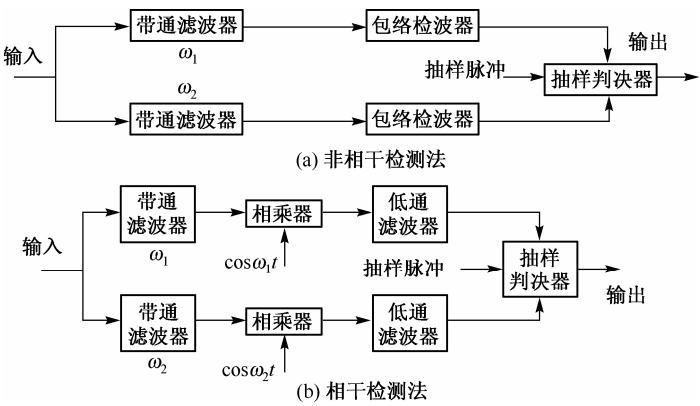 带通滤波器
包络检波器
输出
输入
ω1
抽样脉冲
抽样判决器
ω2
带通滤波器
包络检波器
(a) 非相干检测法
带通
滤波器
相乘器
低通
滤波器
输入
ω1
cosω1t
抽样脉冲
抽样
判决器
输出
带通
滤波器
相乘器
低通
滤波器
ω2
cosω2t
(b) 相干检测法